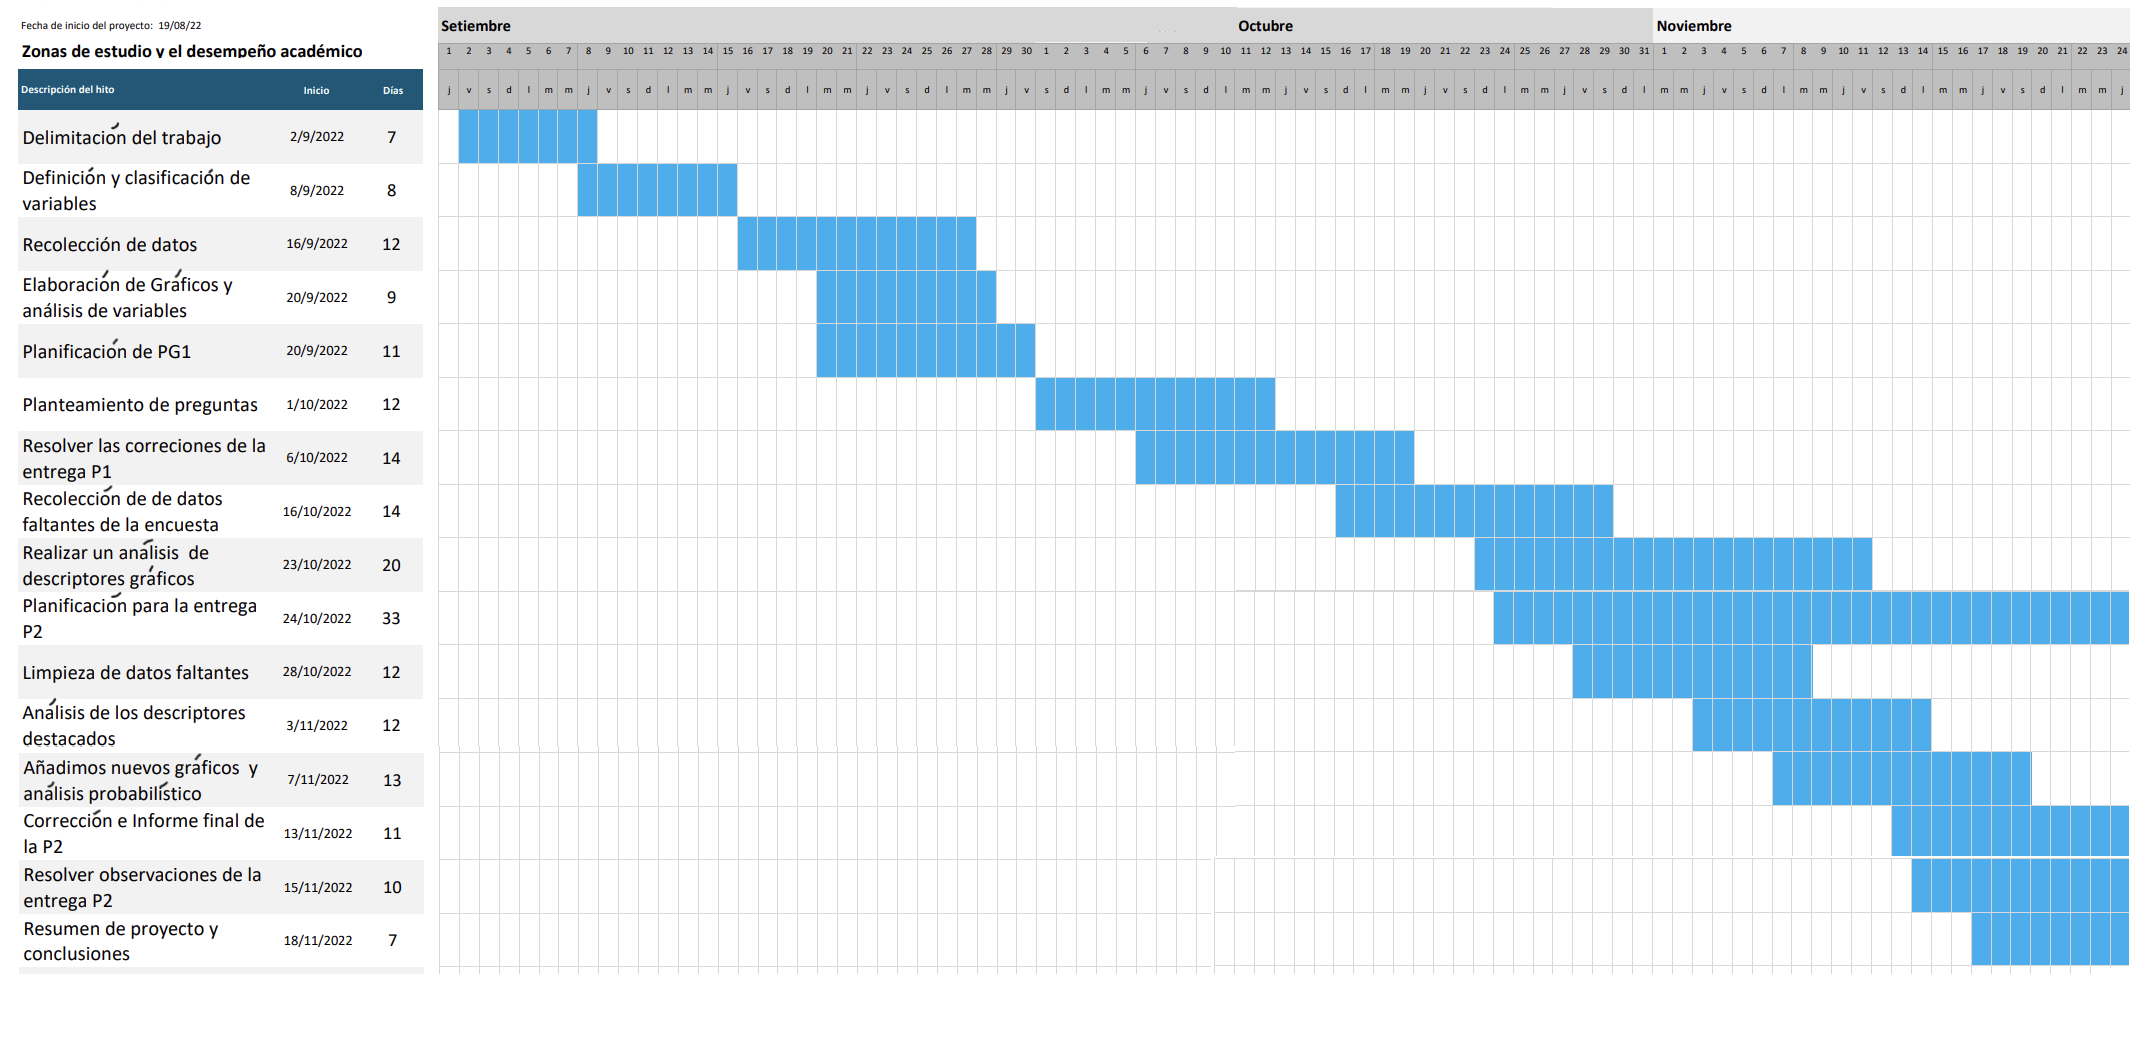 Fecha de inicio del proyecto: 19/08/22
Zonas de estudio y el desempeño académico
Setiembre Octubre Noviembre
1 2 3 4 5 6 7 8 9 10 11 12 13 14 15 16 17 18 19 20 21 22 23 24 25 26 27 28 29 30 1 2 3 4 5 6 7 8 9 10 11 12 13 14 15 16 17 18 19 20 21 22 23 24 25 26 27 28 29 30 31 1 2 3 4 5 6 7 8 9 10 11 12 13 14 15 16 17 18 19 20 21 22 23 24
Descripción del hito Inicio Días
j v s d l m m j v s d l m m j v s d l m m j v s d l m m j v s d l m m j v s d l m m j v s d l m m j v s d l m m j v s d l m m j v s d l m m j v s d l m m j v s d l m m j
Delimitación del trabajo 2/9/2022 7
Definición y clasificación de
variables 8/9/2022 8
Recolección de datos 16/9/2022 12
Elaboración de Gráficos y
análisis de variables 20/9/2022 9
Planificación de PG1 20/9/2022 11
Planteamiento de preguntas 1/10/2022 12
Resolver las correciones de la
entrega P1 6/10/2022 14
Recolección de de datos
faltantes de la encuesta 16/10/2022 14
Realizar un análisis de
descriptores gráficos 23/10/2022 20
Planificación para la entrega
P2 24/10/2022 33
Limpieza de datos faltantes 28/10/2022 12
Análisis de los descriptores
destacados 3/11/2022 12
Añadimos nuevos gráficos y
análisis probabilístico 7/11/2022 13
Corrección e Informe final de
la P2 13/11/2022 11
Resolver observaciones de la
entrega P2 15/11/2022 10
Resumen de proyecto y
conclusiones 18/11/2022 7